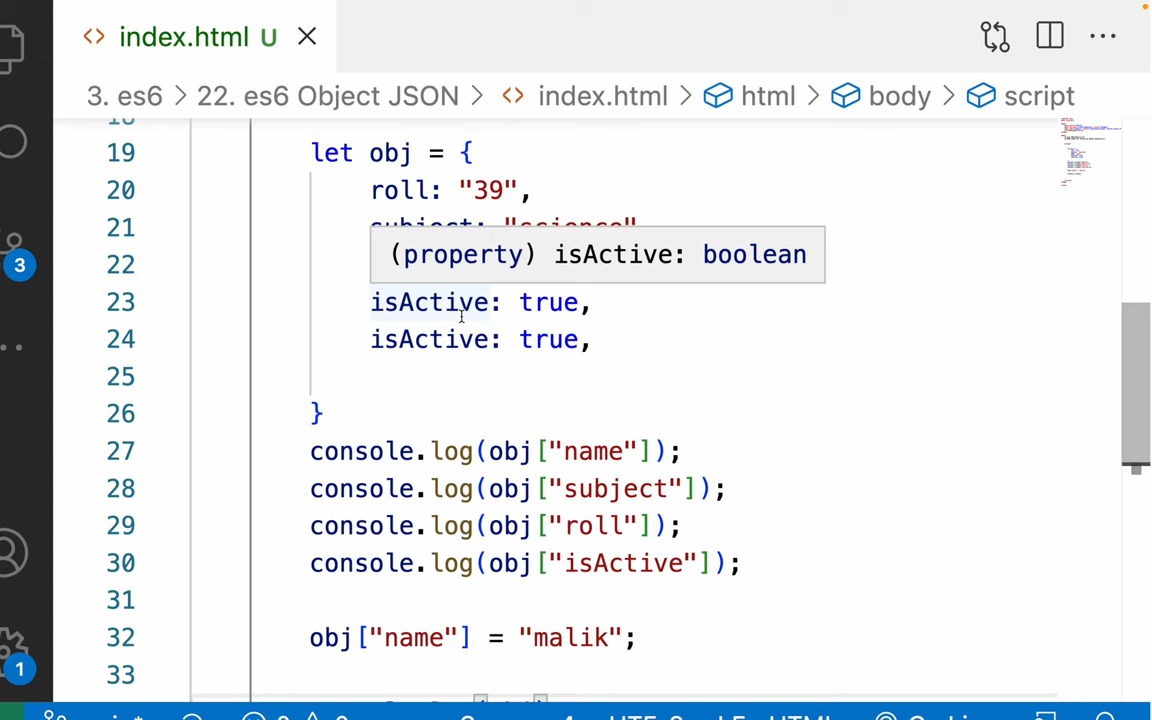 index.html U
3. es6 > 22. es6 Object JSON > index.html > html > body > script
18
19 let obj = {
20 roll: "39",
21 subject: "science"
(property) isActive: boolean
22
23 isActive: true,
24 isActive: true,
25
26 }
27 console.log(obj["name"]);
28 console.log(obj["subject"]);
29 console.log(obj["roll"]);
30 console.log(obj["isActive"]);
31
32 obj["name"] = "malik";
33
3
1